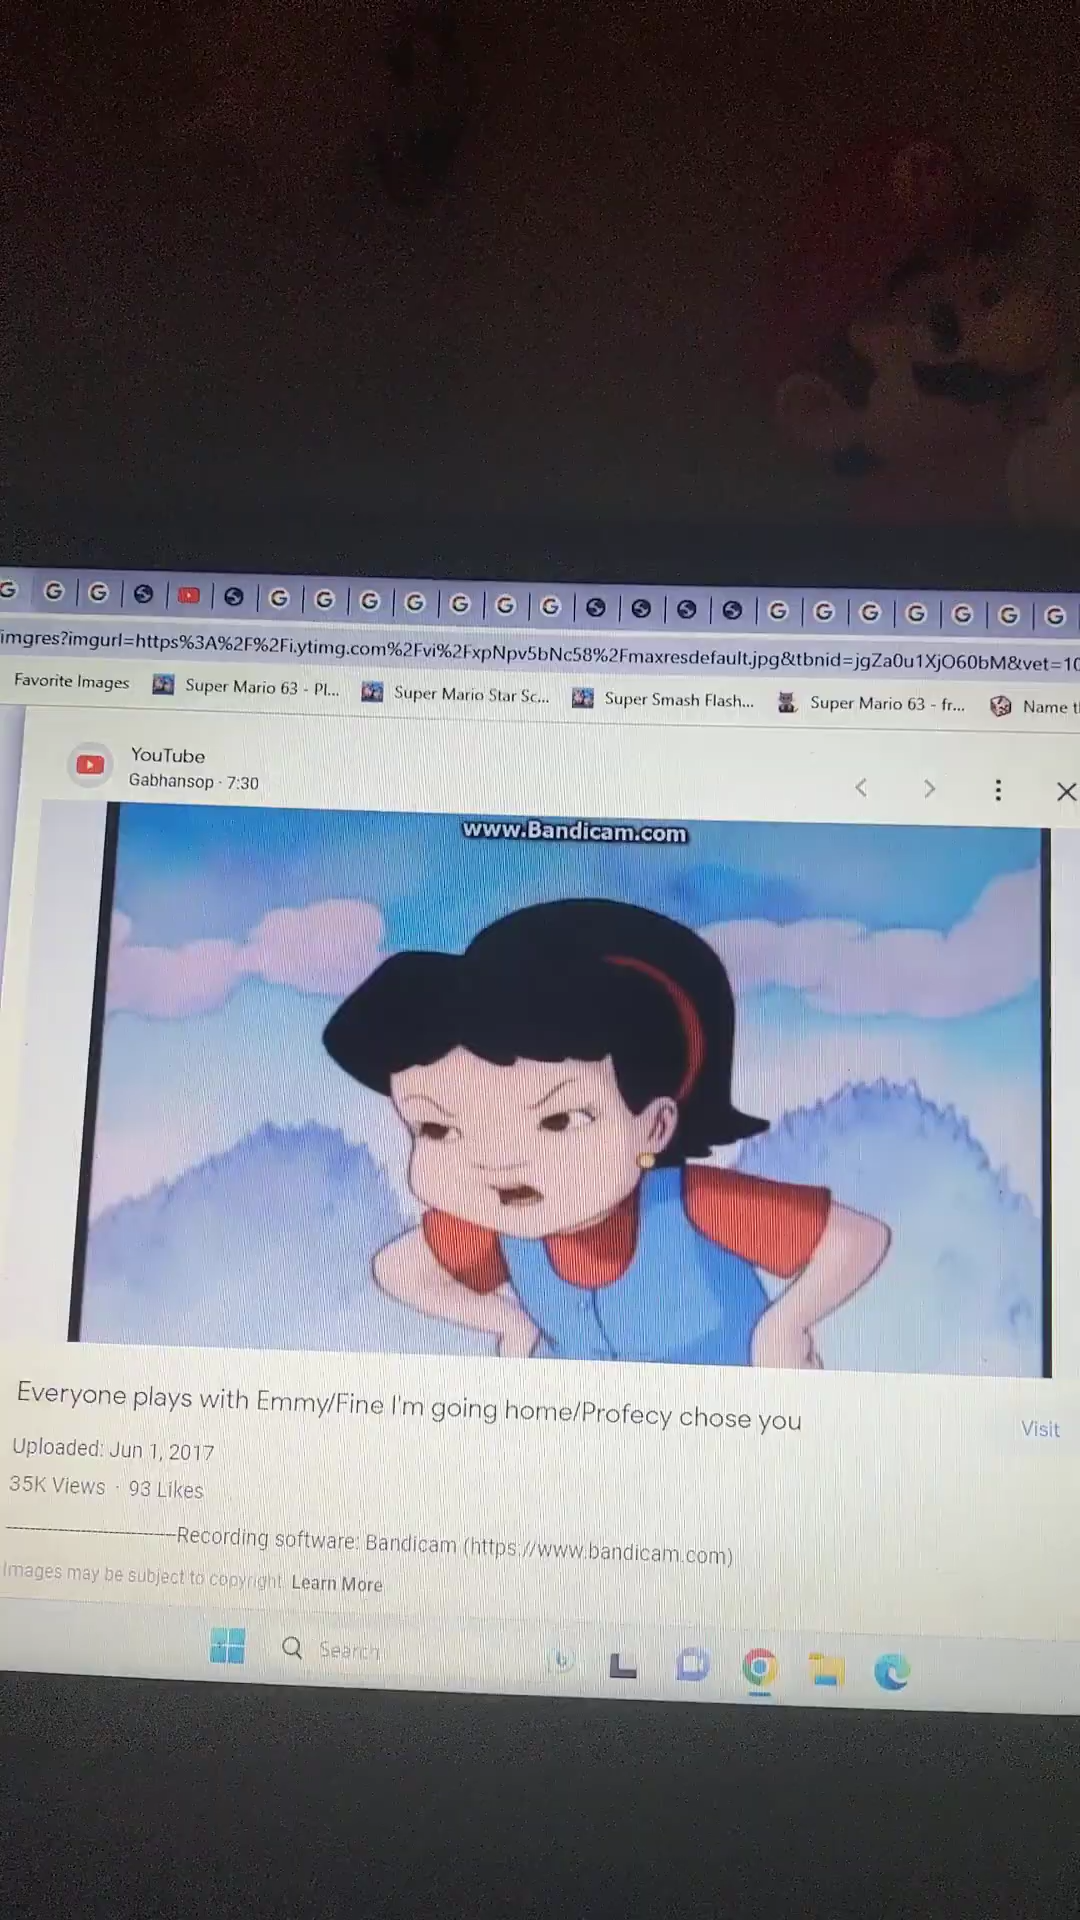 imgres?imgurl=https%3A%2F%2Fi.ytimg.com%2Fvi%2FxpNpv5bNc58%2Fmaxresdefault.jpg&tbnid=jgZa0u1XjO60bM&vet=10
Favorite Images Super Mario 63 - Pl... Super Mario Star Sc... Super Smash Flash... Super Mario 63 - fr... Name t
YouTube
Gabhansop · 7:30
www.Bandicam.com
Everyone plays with Emmy/Fine I'm going home/Profecy chose you
Visit
Uploaded: Jun 1, 2017
35K Views · 93 Likes
-------------------------------Recording software: Bandicam (https://www.bandicam.com)
Images may be subject to copyright. Learn More
Search